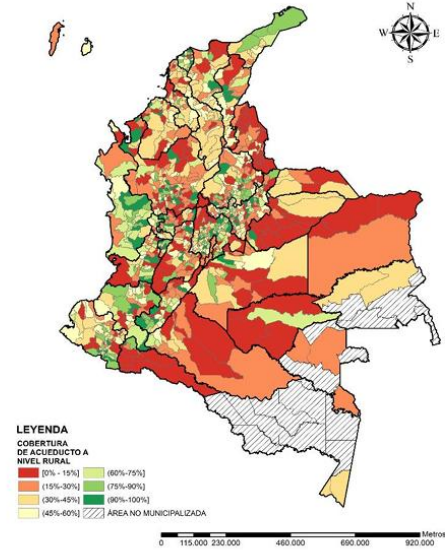 N
W E
S
LEYENDA
COBERTURA
DE ACUEDUCTO A
NIVEL RURAL
[0% - 15%] (60%-75%]
(15%-30%] (75%-90%]
(30%-45%] (90%-100%]
(45%-60%] ÁREA NO MUNICIPALIZADA
Metros
0 115.000 230.000 460.000 690.000 920.000